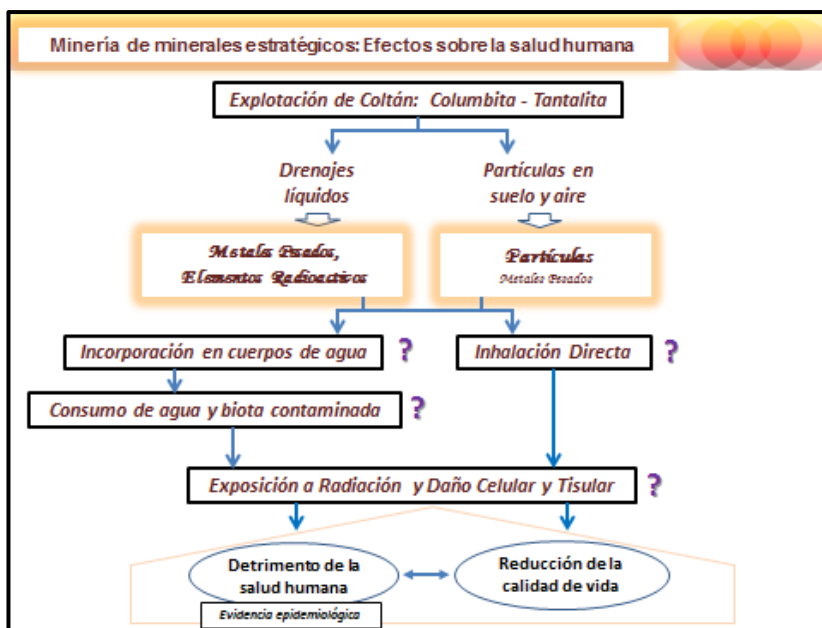 Minería de minerales estratégicos: Efectos sobre la salud humana
Explotación de Coltán: Columbita - Tantalita
Drenajes
líquidos
Partículas en
suelo y aire
Metales Pesados,
Elementos Radioactivos
Partículas
Metales Pesados
Incorporación en cuerpos de agua ?
Inhalación Directa ?
Consumo de agua y biota contaminada ?
Exposición a Radiación y Daño Celular y Tisular ?
Detrimento de la
salud humana
Reducción de la
calidad de vida
Evidencia epidemiológica